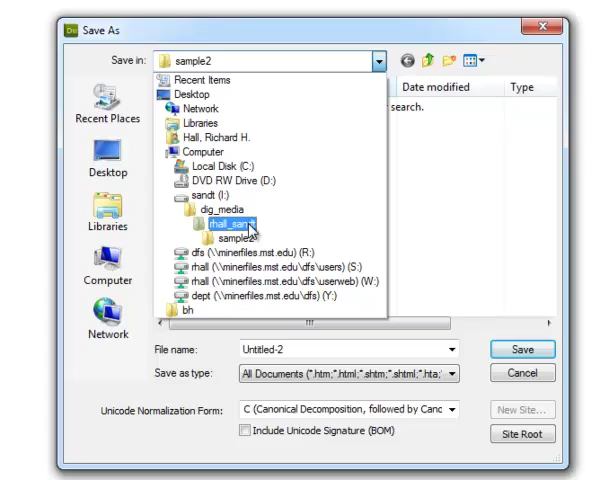 Dw Save As
Save in: sample2
Recent Items
Desktop
Network
Libraries
Hall, Richard H.
Computer
Local Disk (C:)
DVD RW Drive (D:)
sandt (I:)
dig_media
rhall_sandt
sample2
dfs (\\minerfiles.mst.edu) (R:)
rhall (\\minerfiles.mst.edu\dfs\users) (S:)
rhall (\\minerfiles.mst.edu\dfs\userweb) (W:)
dept (\\minerfiles.mst.edu\dfs) (Y:)
bh
Date modified Type
search.
Recent Places
Desktop
Libraries
Computer
Network
File name: Untitled-2 Save
Save as type: All Documents (*.htm;*.html;*.shtm;*.shtml;*.hta;* Cancel
Unicode Normalization Form: C (Canonical Decomposition, followed by Canc New Site...
Include Unicode Signature (BOM) Site Root